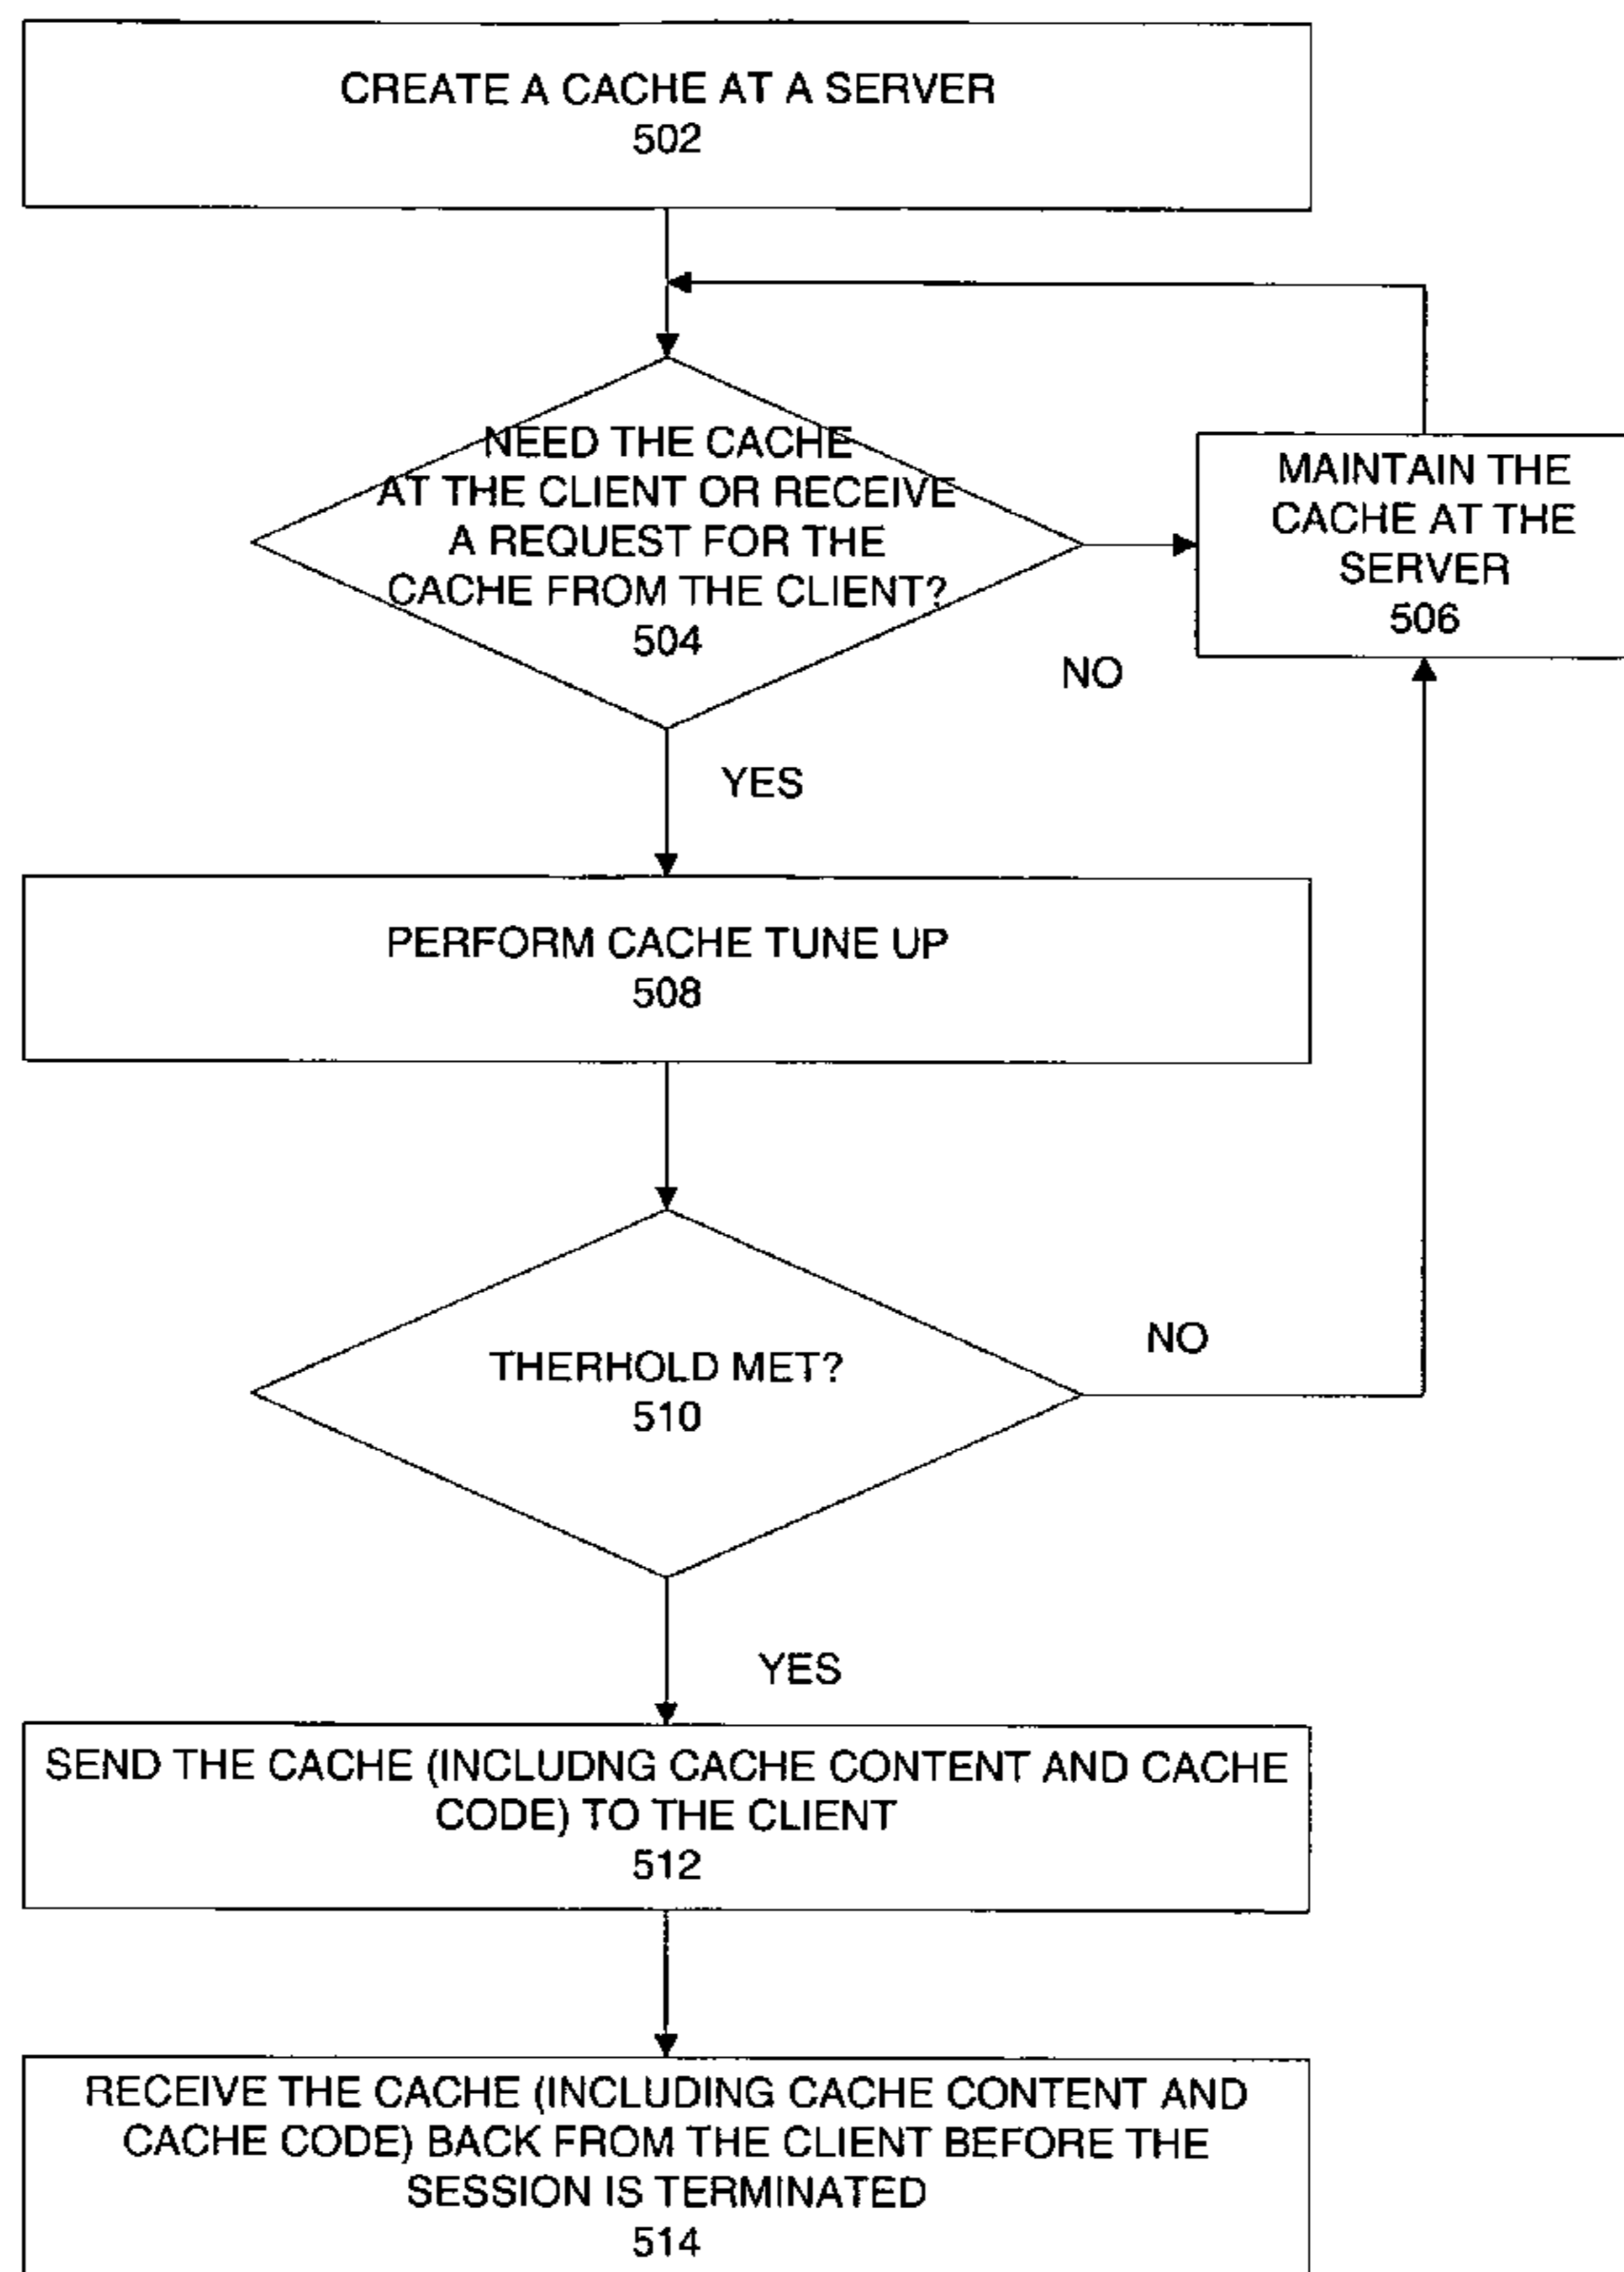 CREATE A CACHE AT A SERVER
502
NEED THE CACHE
AT THE CLIENT OR RECEIVE
A REQUEST FOR THE
CACHE FROM THE CLIENT?
504
MAINTAIN THE
CACHE AT THE
SERVER
506
NO
YES
PERFORM CACHE TUNE UP
508
THERHOLD MET?
510
NO
YES
SEND THE CACHE (INCLUDNG CACHE CONTENT AND CACHE
CODE) TO THE CLIENT
512
RECEIVE THE CACHE (INCLUDING CACHE CONTENT AND
CACHE CODE) BACK FROM THE CLIENT BEFORE THE
SESSION IS TERMINATED
514